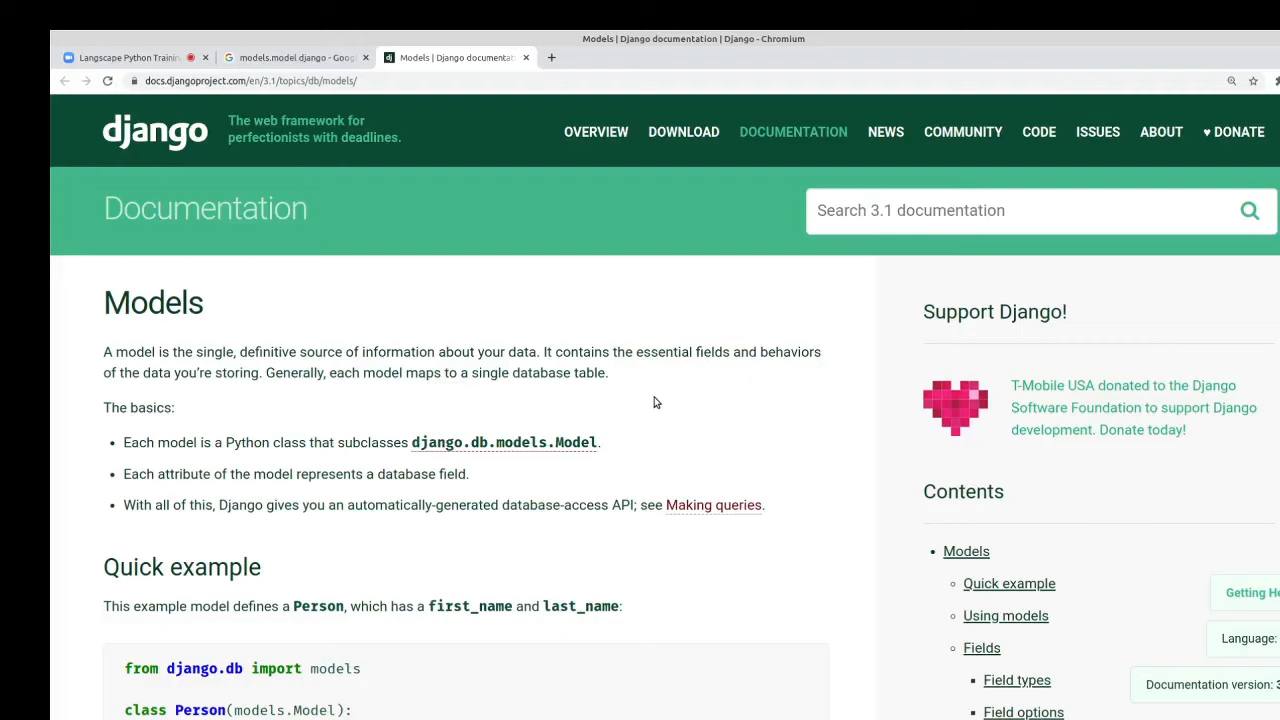 Models | Django documentation | Django - Chromium
Langscape Python Trainin
models.model django - Goog
Models | Django documentat
docs.djangoproject.com/en/3.1/topics/db/models/
django
The web framework for
perfectionists with deadlines.
OVERVIEW DOWNLOAD DOCUMENTATION NEWS COMMUNITY CODE ISSUES ABOUT ♥ DONATE
Documentation
Search 3.1 documentation
Models
A model is the single, definitive source of information about your data. It contains the essential fields and behaviors
of the data you're storing. Generally, each model maps to a single database table.
The basics:
• Each model is a Python class that subclasses django.db.models.Model.
• Each attribute of the model represents a database field.
• With all of this, Django gives you an automatically-generated database-access API; see Making queries.
Quick example
This example model defines a Person, which has a first_name and last_name:
from django.db import models
class Person(models.Model):
Support Django!
T-Mobile USA donated to the Django
Software Foundation to support Django
development. Donate today!
Contents
• Models
◦ Quick example
◦ Using models
◦ Fields
▪ Field types
▪ Field options
Getting He
Language:
Documentation version: 3